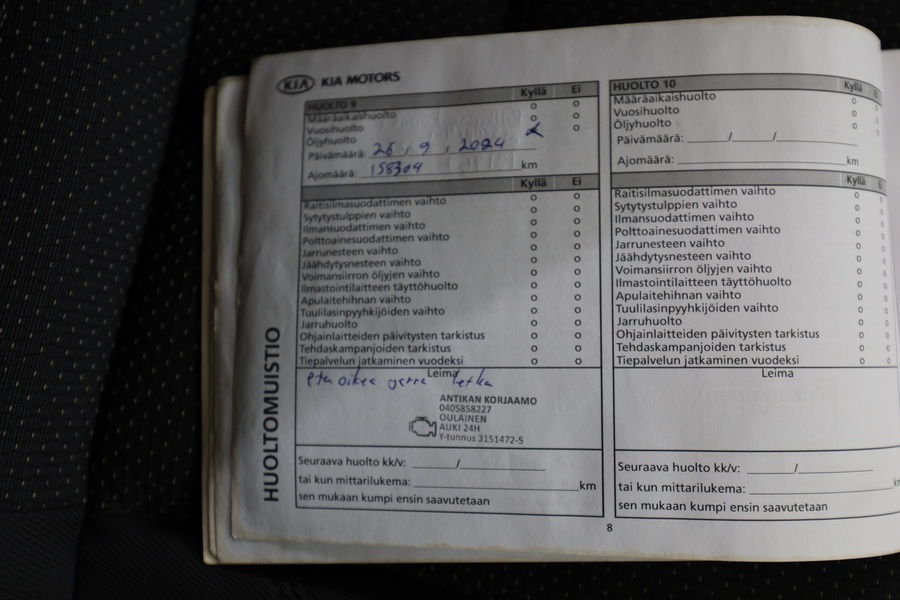 KIA KIA MOTORS
HUOLTOMUISTIO
HUOLTO 9 Kyllä Ei
Määräaikaishuolto o o
Vuosihuolto o o
Öljyhuolto o
Päivämäärä: 26 / 9 / 2024
Ajomäärä: 158304 km
Kyllä Ei
Raitisilmasuodattimen vaihto o o
Sytytystulppien vaihto o o
Ilmansuodattimen vaihto o o
Polttoainesuodattimen vaihto o o
Jarrunesteen vaihto o o
Jäähdytysnesteen vaihto o o
Voimansiirron öljyjen vaihto o o
Ilmastointilaitteen täyttöhuolto o o
Apulaitehihnan vaihto o o
Tuulilasinpyyhkijöiden vaihto o o
Jarruhuolto o o
Ohjainlaitteiden päivitysten tarkistus o o
Tehdaskampanjoiden tarkistus o o
Tiepalvelun jatkaminen vuodeksi o o
Leima
etu oikea jarru letku
ANTIKAN KORJAAMO
0405858227
OULAINEN
AUKI 24H
Y-tunnus 3151472-5
Seuraava huolto kk/v: /
tai kun mittarilukema: km
sen mukaan kumpi ensin saavutetaan
HUOLTO 10 Kyllä E
Määräaikaishuolto o o
Vuosihuolto o o
Öljyhuolto o o
Päivämäärä: / /
Ajomäärä: km
Kyllä E
Raitisilmasuodattimen vaihto o o
Sytytystulppien vaihto o o
Ilmansuodattimen vaihto o o
Polttoainesuodattimen vaihto o o
Jarrunesteen vaihto o o
Jäähdytysnesteen vaihto o o
Voimansiirron öljyjen vaihto o o
Ilmastointilaitteen täyttöhuolto o o
Apulaitehihnan vaihto o o
Tuulilasinpyyhkijöiden vaihto o o
Jarruhuolto o o
Ohjainlaitteiden päivitysten tarkistus o o
Tehdaskampanjoiden tarkistus o o
Tiepalvelun jatkaminen vuodeksi o o
Leima
Seuraava huolto kk/v: /
tai kun mittarilukema: km
sen mukaan kumpi ensin saavutetaan
8